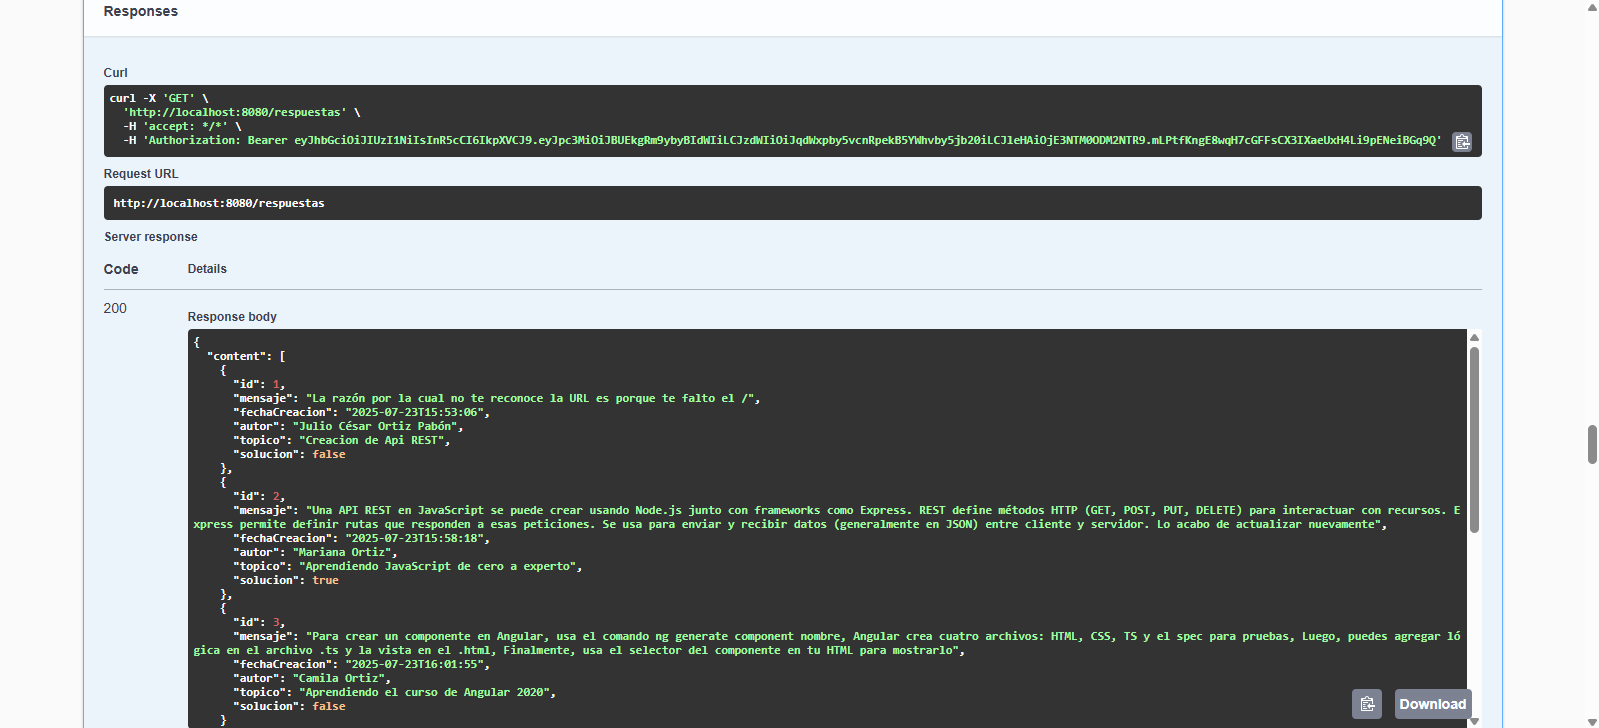 Responses
Curl
curl -X 'GET' \
'http://localhost:8080/respuestas' \
-H 'accept: */*' \
-H 'Authorization: Bearer eyJhbGciOiJIUzI1NiIsInR5cCI6IkpXVCJ9.eyJpc3MiOiJBUEkgRm9ybyBIdWIiLCJzdWIiOiJqdWxpby5vcnRpekB5YWhvby5jb20iLCJleHAiOjE3NTM0ODM2NTR9.mLPtfKngE8wqH7cGFFsCX3IXaeUxH4Li9pENeiBGq9Q'
Request URL
http://localhost:8080/respuestas
Server response
Code Details
200
Response body
{
"content": [
{
"id": 1,
"mensaje": "La razón por la cual no te reconoce la URL es porque te falto el /",
"fechaCreacion": "2025-07-23T15:53:06",
"autor": "Julio César Ortiz Pabón",
"topico": "Creacion de Api REST",
"solucion": false
},
{
"id": 2,
"mensaje": "Una API REST en JavaScript se puede crear usando Node.js junto con frameworks como Express. REST define métodos HTTP (GET, POST, PUT, DELETE) para interactuar con recursos. E
xpress permite definir rutas que responden a esas peticiones. Se usa para enviar y recibir datos (generalmente en JSON) entre cliente y servidor. Lo acabo de actualizar nuevamente",
"fechaCreacion": "2025-07-23T15:58:18",
"autor": "Mariana Ortiz",
"topico": "Aprendiendo JavaScript de cero a experto",
"solucion": true
},
{
"id": 3,
"mensaje": "Para crear un componente en Angular, usa el comando ng generate component nombre, Angular crea cuatro archivos: HTML, CSS, TS y el spec para pruebas, Luego, puedes agregar ló
gica en el archivo .ts y la vista en el .html, Finalmente, usa el selector del componente en tu HTML para mostrarlo",
"fechaCreacion": "2025-07-23T16:01:55",
"autor": "Camila Ortiz",
"topico": "Aprendiendo el curso de Angular 2020",
"solucion": false
}
Download